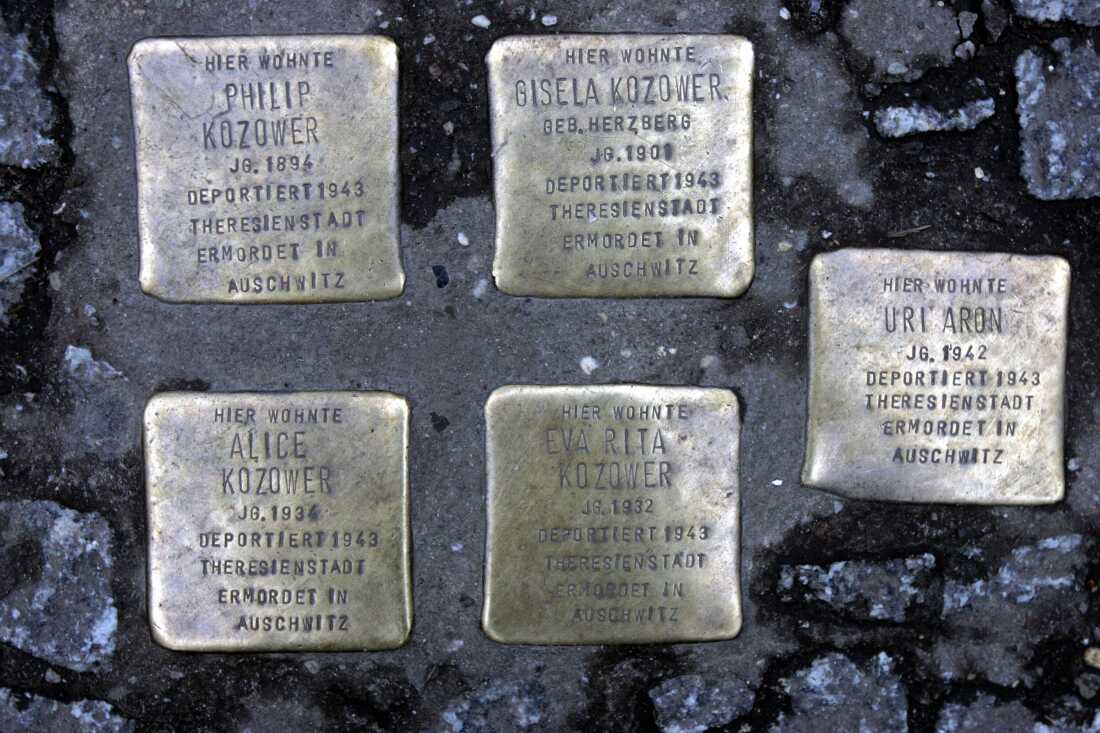 HIER WOHNTE
PHILIP
KOZOWER
JG. 1894
DEPORTIERT 1943
THERESIENSTADT
ERMORDET IN
AUSCHWITZ
HIER WOHNTE
GISELA KOZOWER
GEB. HERZBERG
JG. 1901
DEPORTIERT 1943
THERESIENSTADT
ERMORDET IN
AUSCHWITZ
HIER WOHNTE
URI ARON
JG. 1942
DEPORTIERT 1943
THERESIENSTADT
ERMORDET IN
AUSCHWITZ
HIER WOHNTE
ALICE
KOZOWER
JG. 1934
DEPORTIERT 1943
THERESIENSTADT
ERMORDET IN
AUSCHWITZ
HIER WOHNTE
EVA RITA
KOZOWER
JG. 1932
DEPORTIERT 1943
THERESIENSTADT
ERMORDET IN
AUSCHWITZ